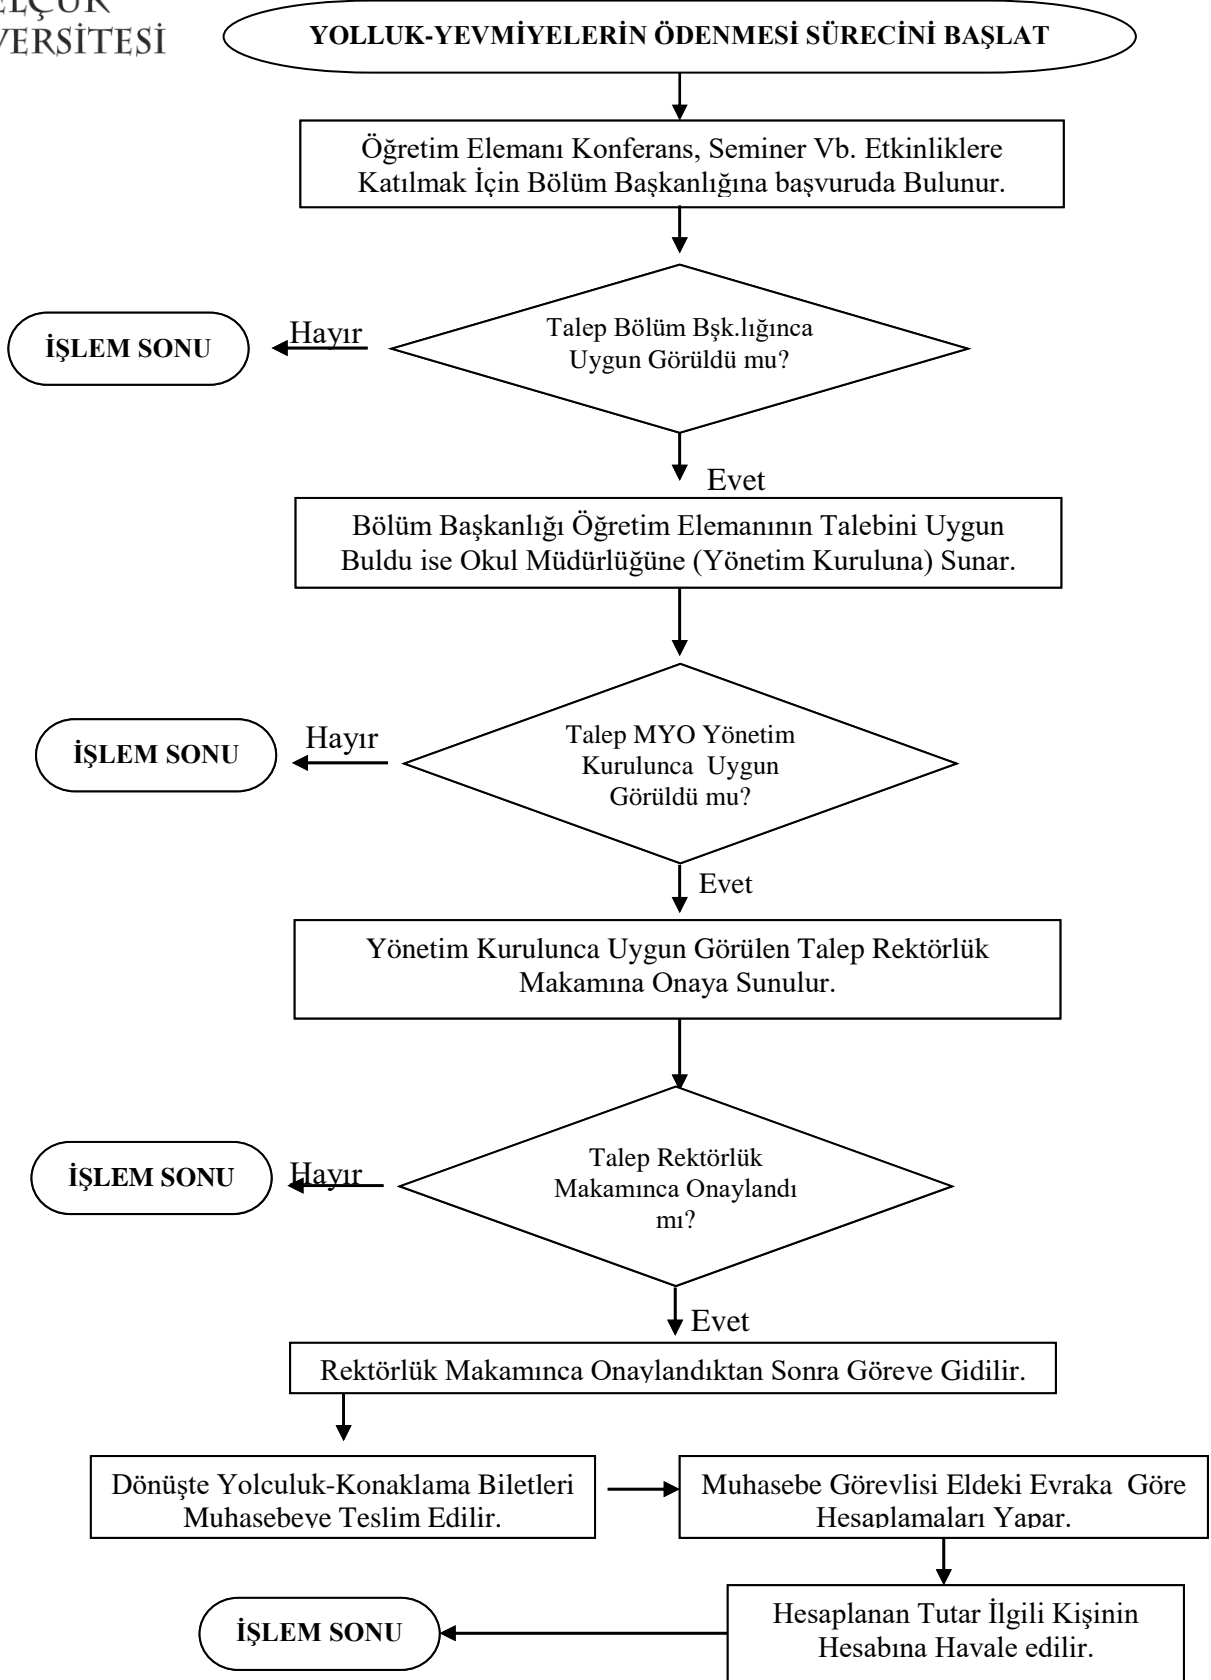 VERSİTESİ
YOLLUK-YEVMİYELERİN ÖDENMESİ SÜRECİNİ BAŞLAT
Öğretim Elemanı Konferans, Seminer Vb. Etkinliklere
Katılmak İçin Bölüm Başkanlığına başvuruda Bulunur.
Talep Bölüm Bşk.lığınca
Uygun Görüldü mu?
Hayır
İŞLEM SONU
Evet
Bölüm Başkanlığı Öğretim Elemanının Talebini Uygun
Buldu ise Okul Müdürlüğüne (Yönetim Kuruluna) Sunar.
Talep MYO Yönetim
Kurulunca Uygun
Görüldü mu?
Hayır
İŞLEM SONU
Evet
Yönetim Kurulunca Uygun Görülen Talep Rektörlük
Makamına Onaya Sunulur.
Talep Rektörlük
Makamınca Onaylandı
mı?
Hayır
İŞLEM SONU
Evet
Rektörlük Makamınca Onaylandıktan Sonra Göreve Gidilir.
Dönüşte Yolculuk-Konaklama Biletleri
Muhasebeye Teslim Edilir.
Muhasebe Görevlisi Eldeki Evraka Göre
Hesaplamaları Yapar.
Hesaplanan Tutar İlgili Kişinin
Hesabına Havale edilir.
İŞLEM SONU